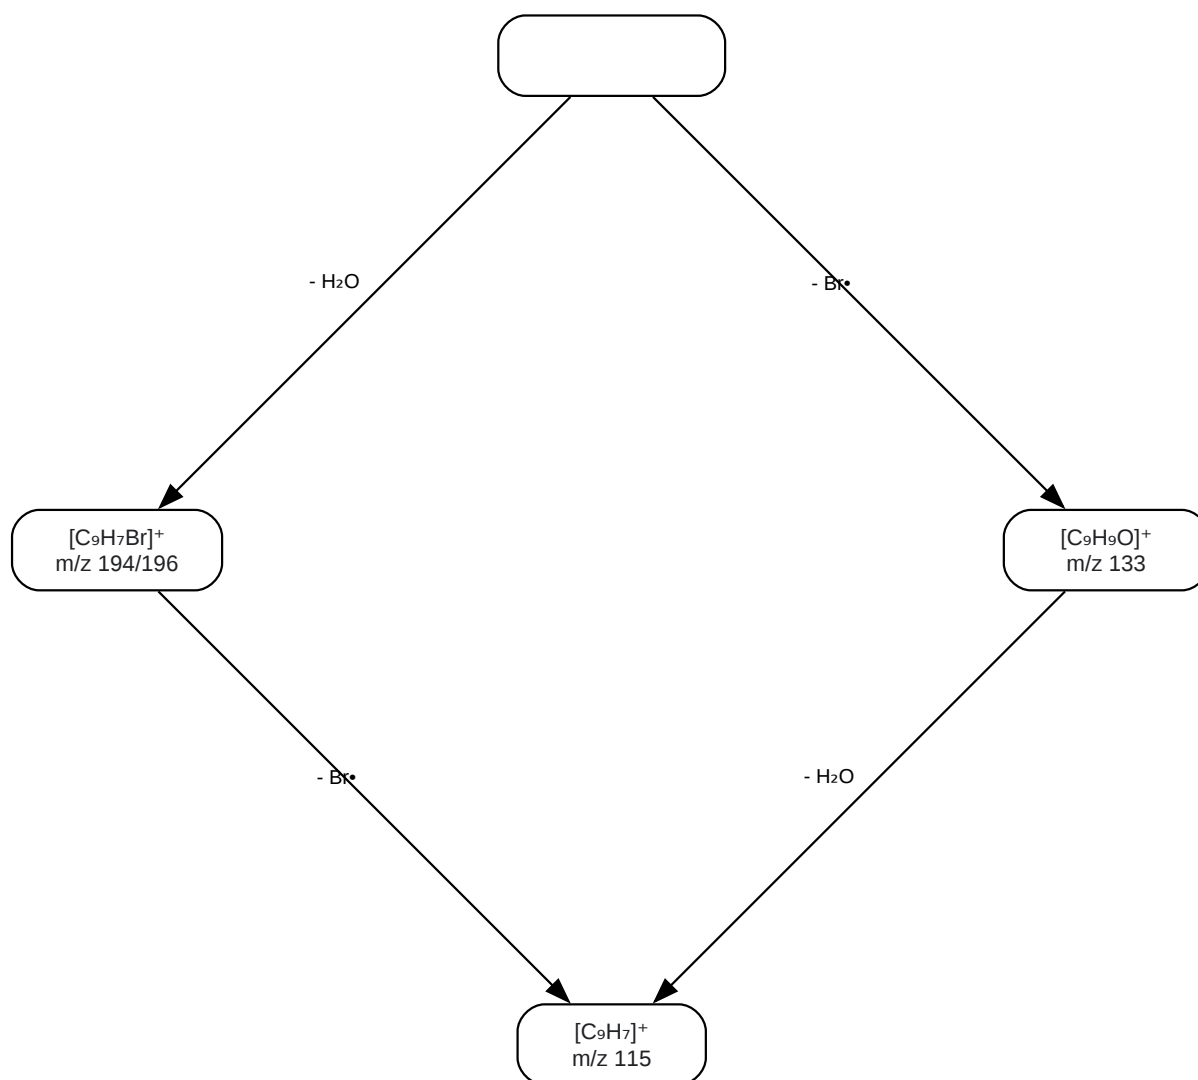 - H₂O
- Br•
[C₉H₇Br]⁺
m/z 194/196
[C₉H₉O]⁺
m/z 133
- Br•
- H₂O
[C₉H₇]⁺
m/z 115